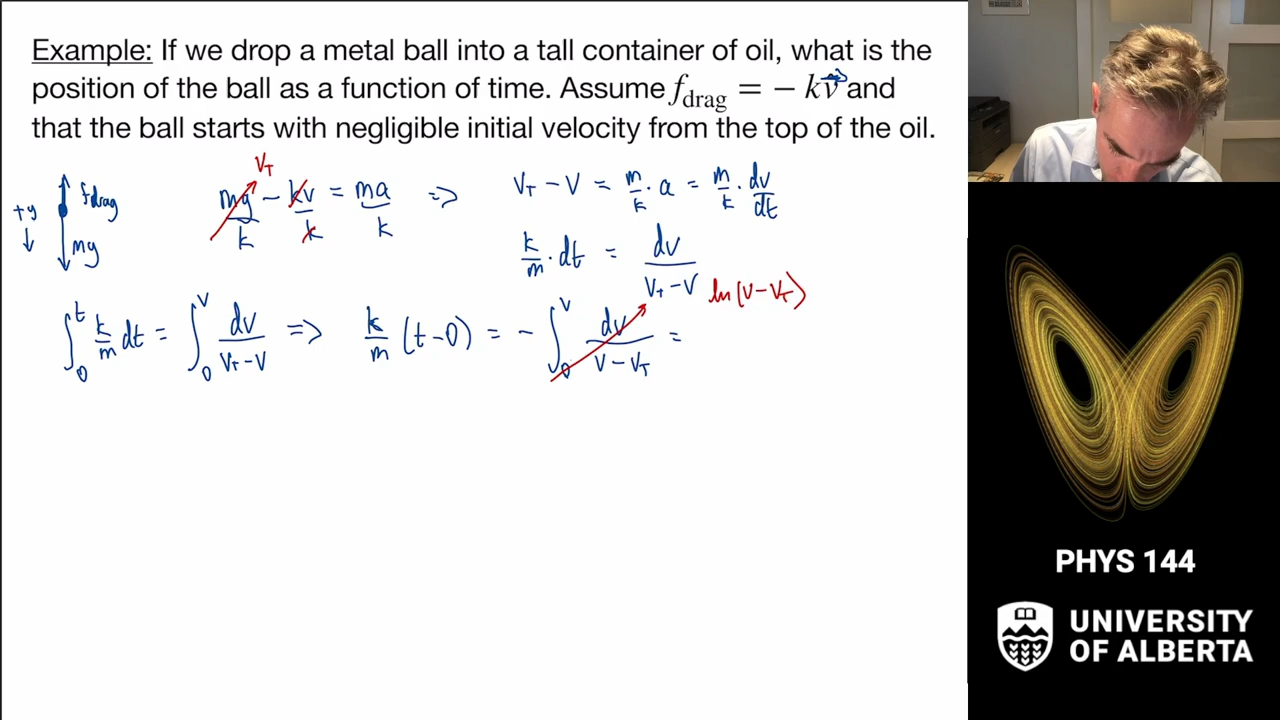 Example: If we drop a metal ball into a tall container of oil, what is the
position of the ball as a function of time. Assume f_drag = − kv⃗ and
that the ball starts with negligible initial velocity from the top of the oil.
+y ↓ f_drag mg
mg/k − kv/k = ma/k ⇒ v_T − v = m/k · a = m/k · dv/dt
v_T
k/m · dt = dv/(v_T − v)
∫₀ᵗ k/m dt = ∫₀ᵛ dv/(v_T − v) ⇒ k/m (t − 0) = − ∫₀ᵛ dv/(v − v_T) =
ln(v − v_T)
PHYS 144
UNIVERSITY
OF ALBERTA